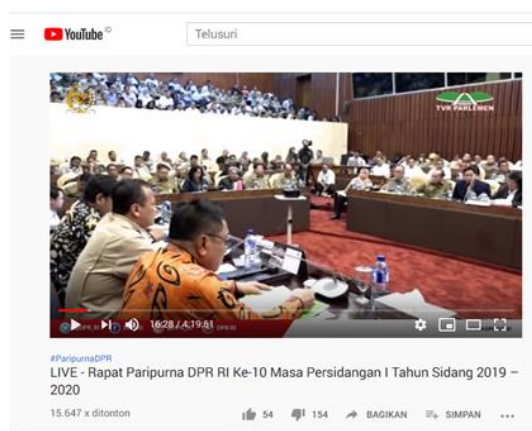 YouTube ID
Telusuri
TVR PARLEMEN
16:28 / 4:19:51
#ParipurnaDPR
LIVE - Rapat Paripurna DPR RI Ke-10 Masa Persidangan I Tahun Sidang 2019 –
2020
15.647 x ditonton
54
154
BAGIKAN
SIMPAN